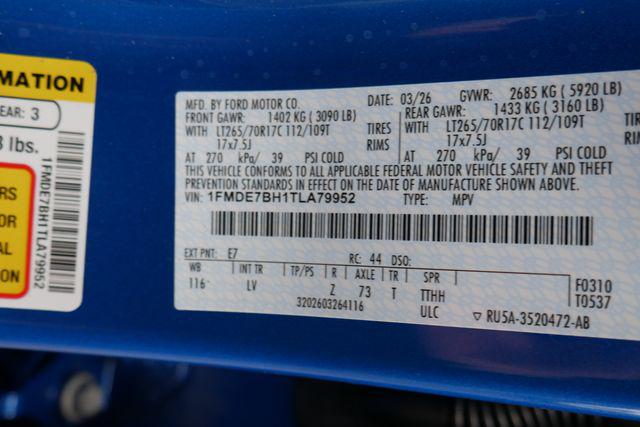 MATION
EAR: 3
lbs.
RS
OR
AL
ION
1FMDE7BH1TLA79952
MFD. BY FORD MOTOR CO. DATE: 03/26 GVWR: 2685 KG ( 5920 LB)
FRONT GAWR: 1402 KG ( 3090 LB) REAR GAWR: 1433 KG ( 3160 LB)
WITH LT265/70R17C 112/109T TIRES WITH LT265/70R17C 112/109T TIRES
17x7.5J RIMS 17x7.5J RIM
AT 270 kPa/ 39 PSI COLD AT 270 kPa/ 39 PSI COLD
THIS VEHICLE CONFORMS TO ALL APPLICABLE FEDERAL MOTOR VEHICLE SAFETY AND THEFT
PREVENTION STANDARDS IN EFFECT ON THE DATE OF MANUFACTURE SHOWN ABOVE.
VIN: 1FMDE7BH1TLA79952 TYPE: MPV
EXT PNT: E7 RC: 44 DSO:
WB INT TR TP/PS R AXLE TR SPR
116 LV Z 73 T TTHH F0310
ULC T0537
3202603264116 ▽ RU5A-3520472-AB